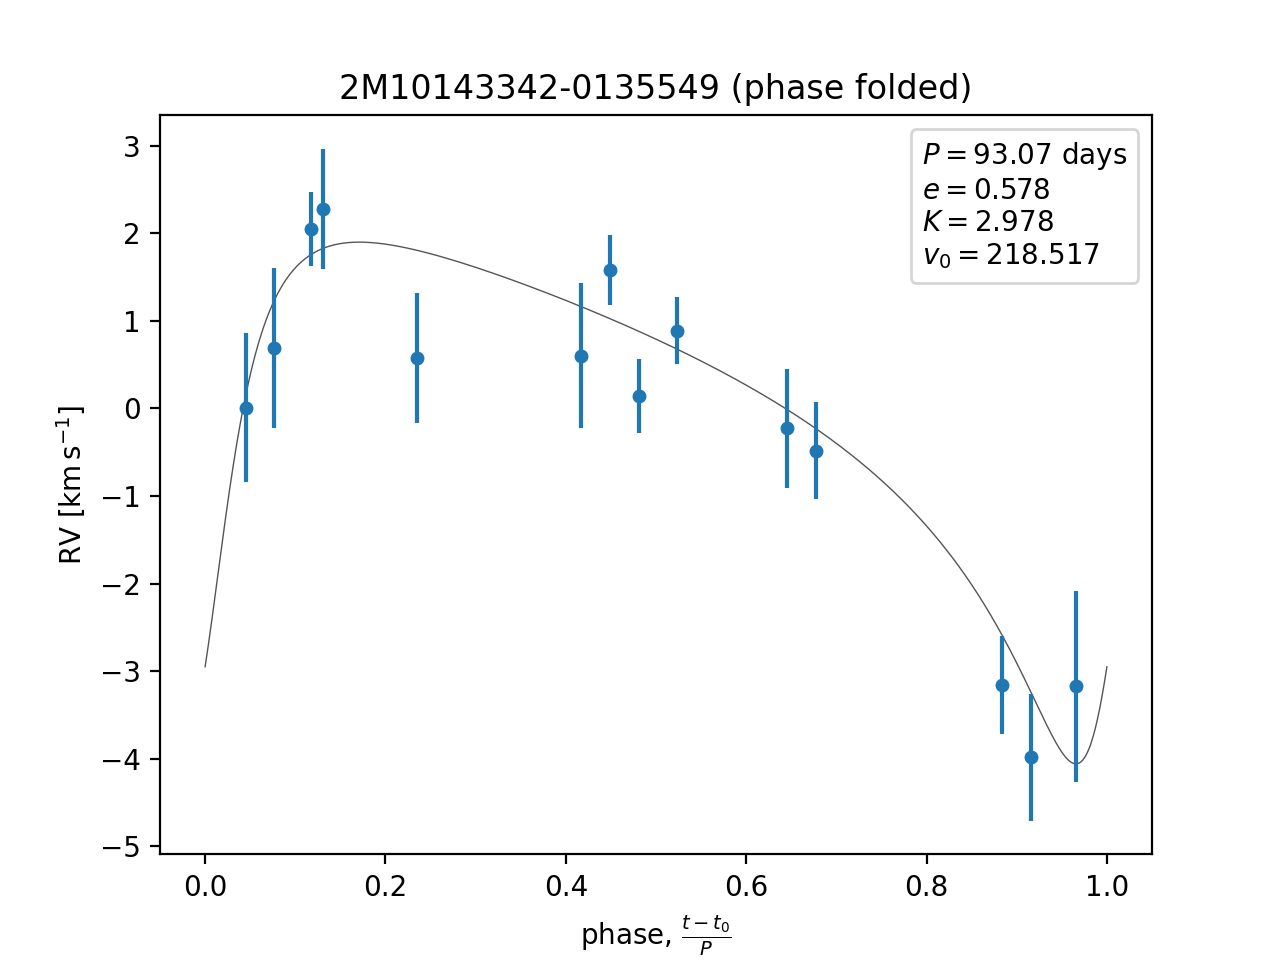 2M10143342-0135549 (phase folded)
P = 93.07 days
e = 0.578
K = 2.978
v₀ = 218.517
3
2
1
0
−1
−2
−3
−4
−5
RV [km s⁻¹]
0.0 0.2 0.4 0.6 0.8 1.0
phase, (t − t₀)/P